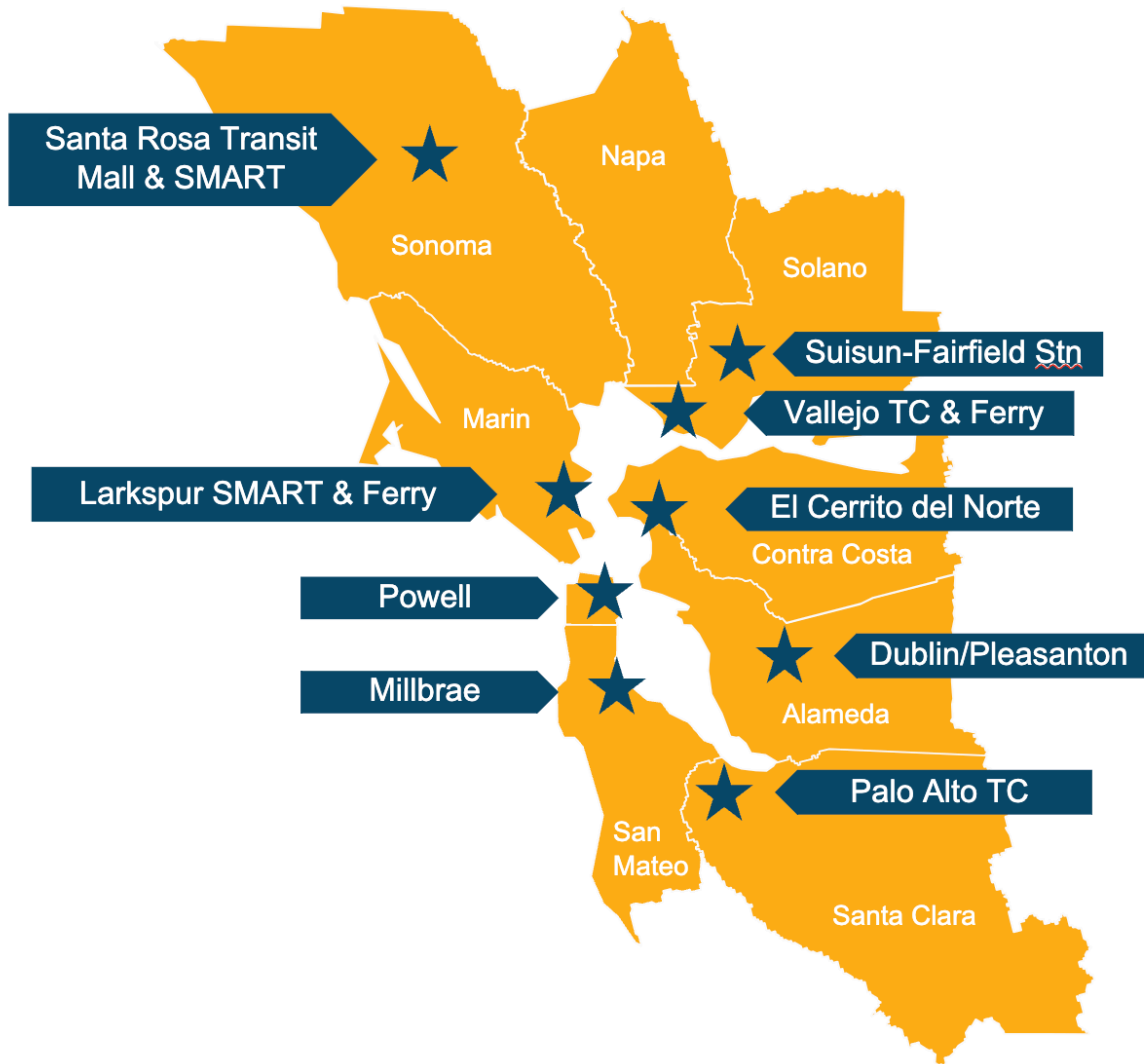 Santa Rosa Transit
Mall & SMART
Napa
Sonoma
Solano
Suisun-Fairfield Stn
Marin
Vallejo TC & Ferry
Larkspur SMART & Ferry
El Cerrito del Norte
Contra Costa
Powell
Dublin/Pleasanton
Millbrae
Alameda
Palo Alto TC
San
Mateo
Santa Clara